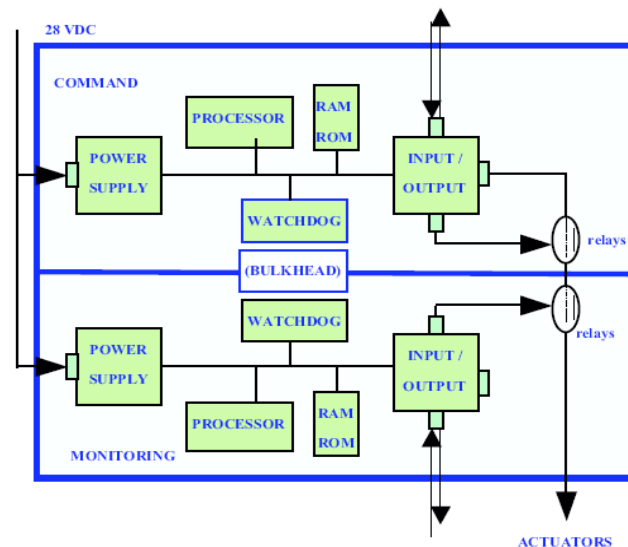 28 VDC
COMMAND
PROCESSOR
RAM
ROM
POWER
SUPPLY
INPUT /
OUTPUT
WATCHDOG
relays
(BULKHEAD)
WATCHDOG
relays
POWER
SUPPLY
INPUT /
OUTPUT
PROCESSOR
RAM
ROM
MONITORING
ACTUATORS